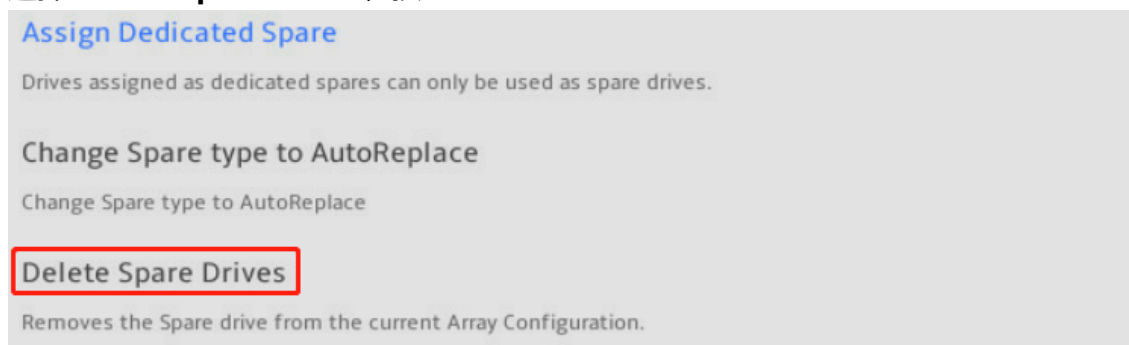 Assign Dedicated Spare
Drives assigned as dedicated spares can only be used as spare drives.
Change Spare type to AutoReplace
Change Spare type to AutoReplace
Delete Spare Drives
Removes the Spare drive from the current Array Configuration.